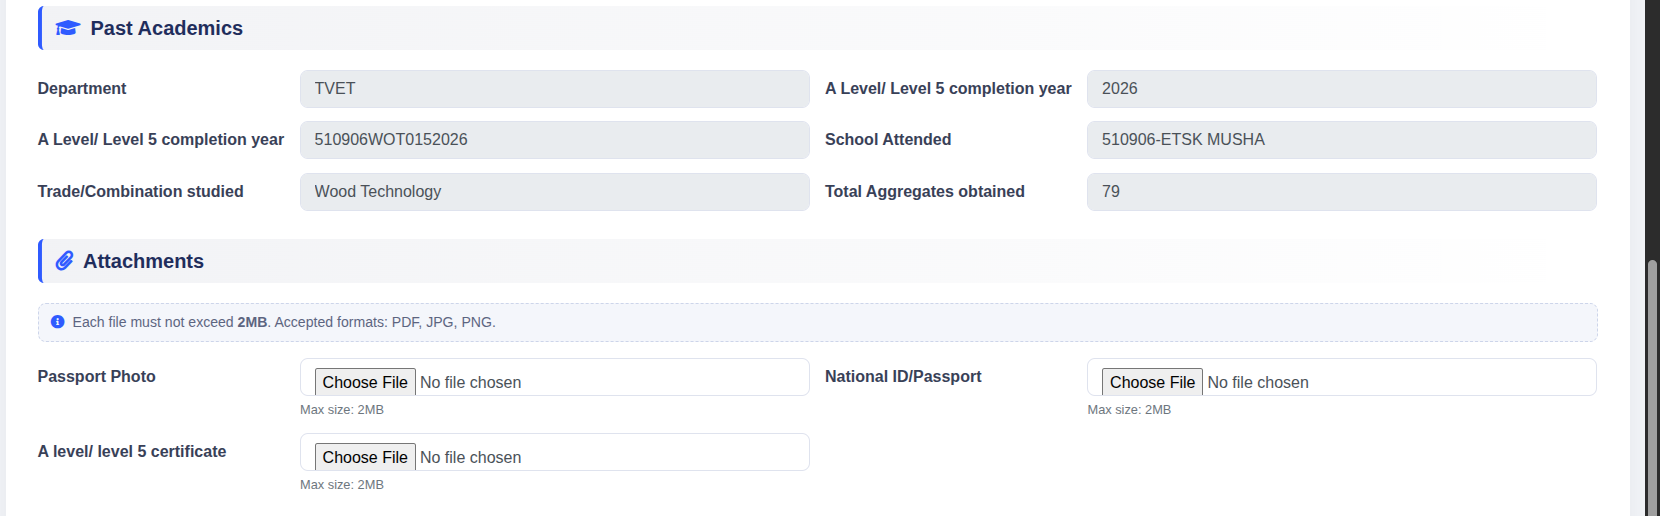 Past Academics
Department TVET A Level/ Level 5 completion year 2026
A Level/ Level 5 completion year 510906WOT0152026 School Attended 510906-ETSK MUSHA
Trade/Combination studied Wood Technology Total Aggregates obtained 79
Attachments
Each file must not exceed 2MB. Accepted formats: PDF, JPG, PNG.
Passport Photo Choose File No file chosen National ID/Passport Choose File No file chosen
Max size: 2MB Max size: 2MB
A level/ level 5 certificate Choose File No file chosen
Max size: 2MB